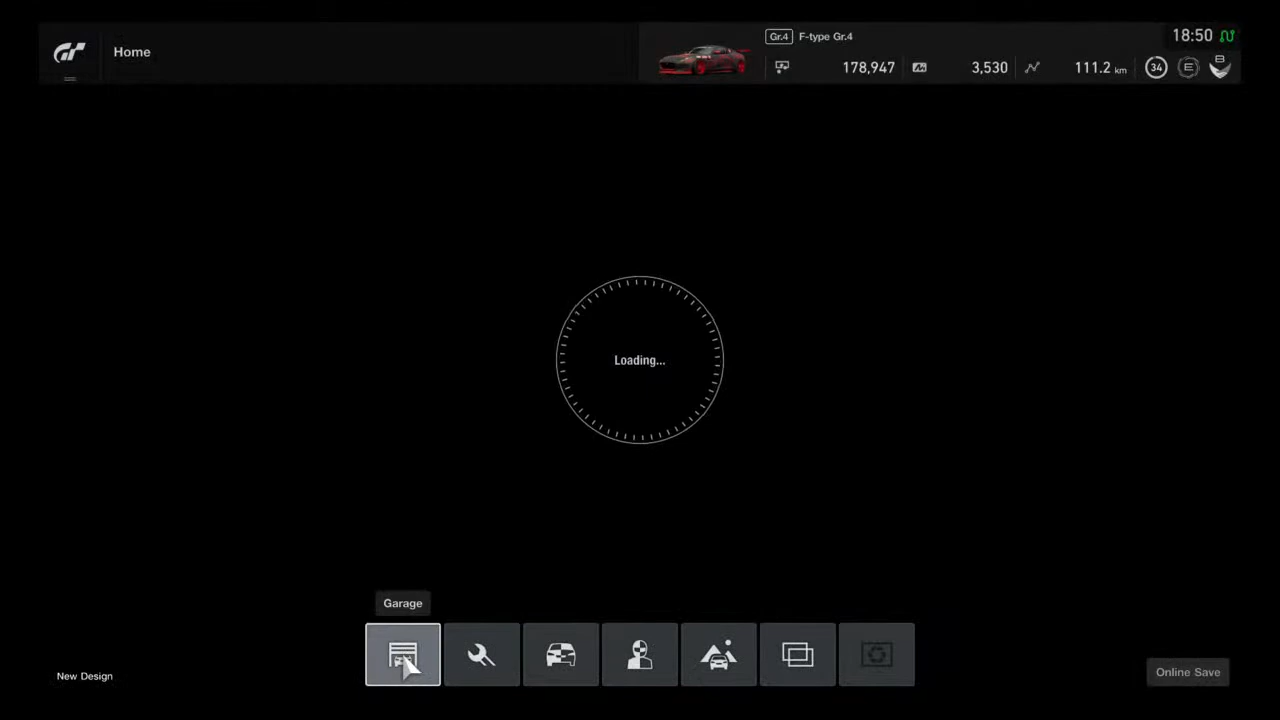 GT
Home
Gr.4 F-type Gr.4
18:50
178,947
3,530
111.2 km
34
E
B
Loading...
Garage
New Design
Online Save